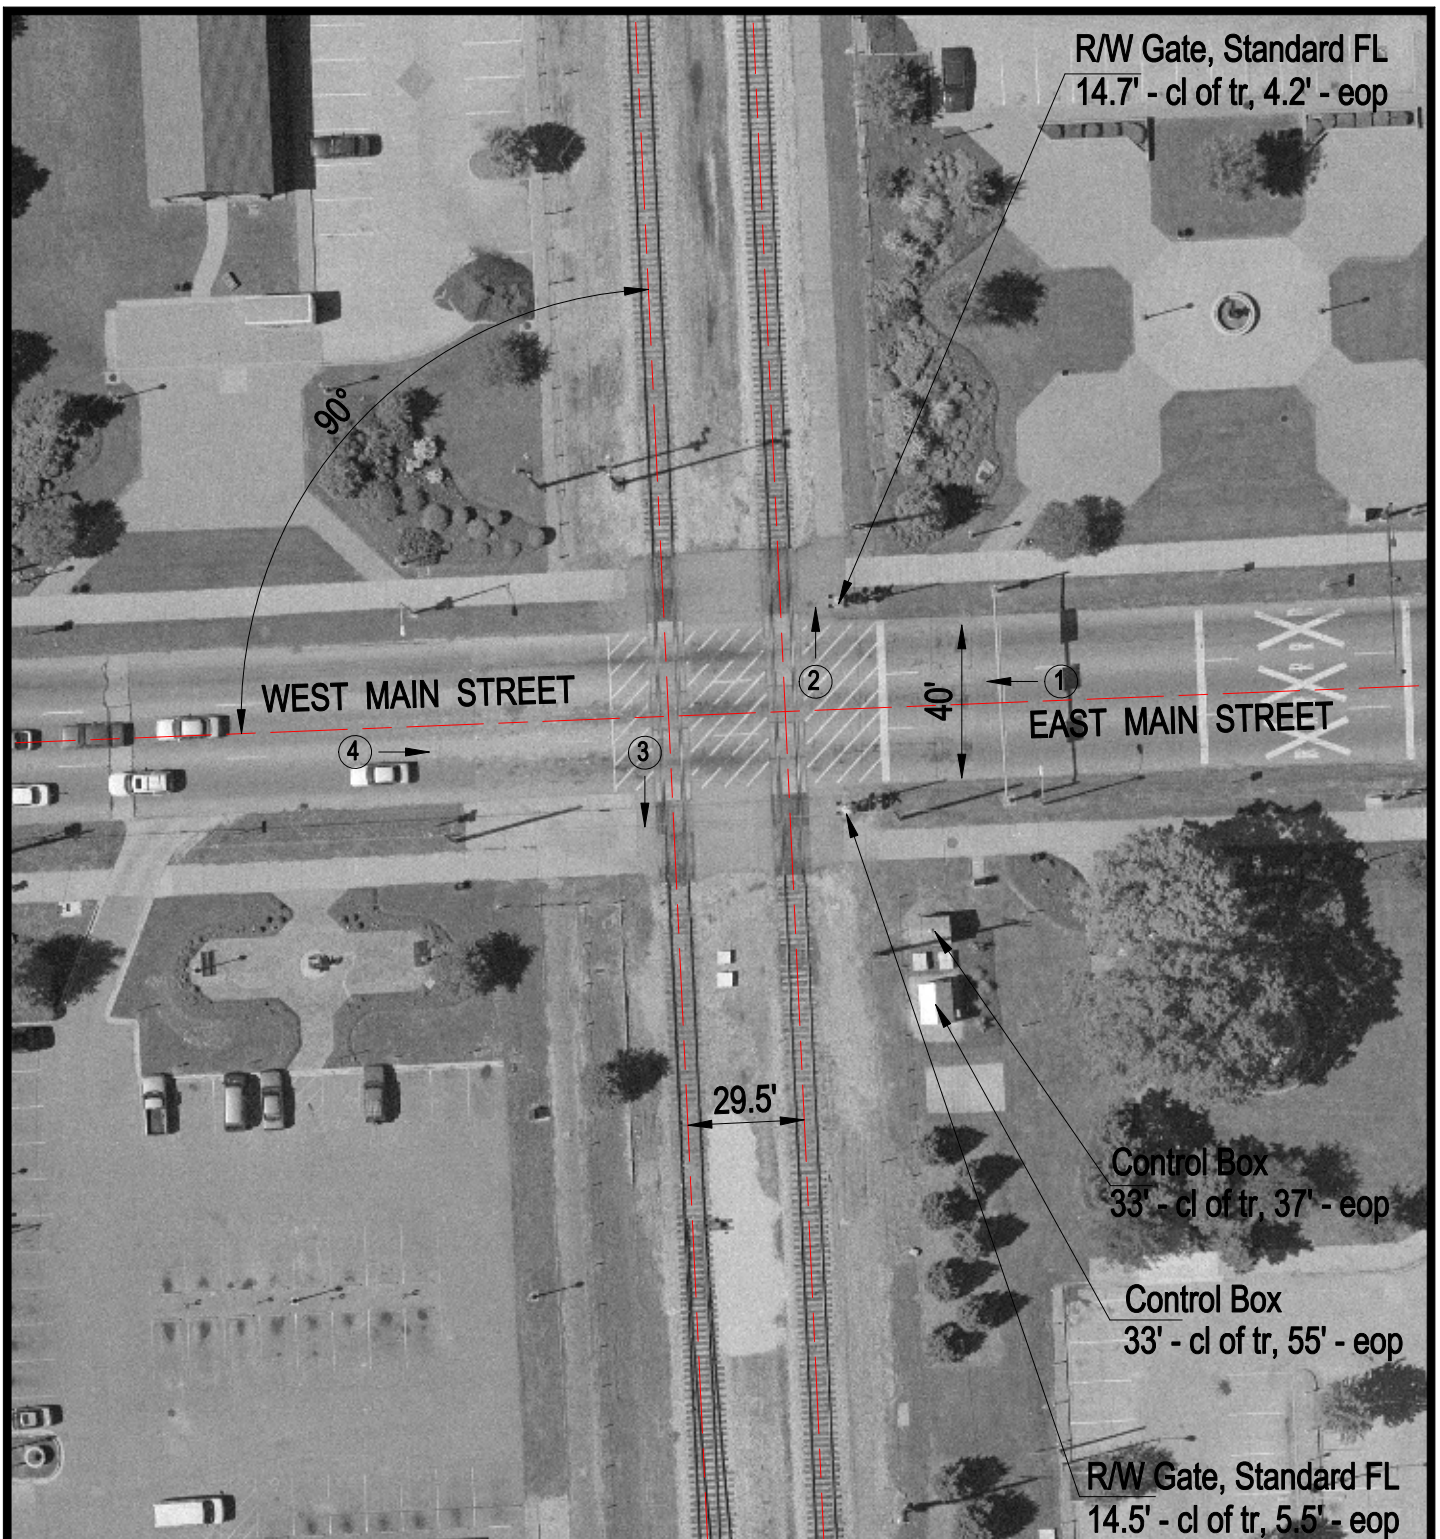 R/W Gate, Standard FL
14.7' - cl of tr, 4.2' - eop
90°
WEST MAIN STREET
2
1
40'
EAST MAIN STREET
4
3
29.5'
Control Box
33' - cl of tr, 37' - eop
Control Box
33' - cl of tr, 55' - eop
R/W Gate, Standard FL
14.5' - cl of tr, 5.5' - eop